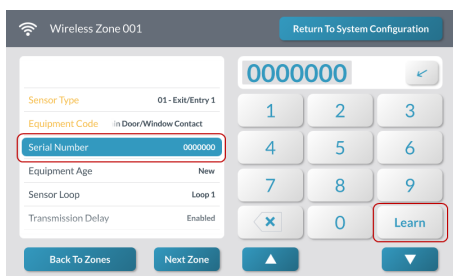 Wireless Zone 001
Return To System Configuration
0000000
Sensor Type 01 - Exit/Entry 1
Equipment Code in Door/Window Contact
Serial Number 0000000
Equipment Age New
Sensor Loop Loop 1
Transmission Delay Enabled
1 2 3
4 5 6
7 8 9
0 Learn
Back To Zones Next Zone